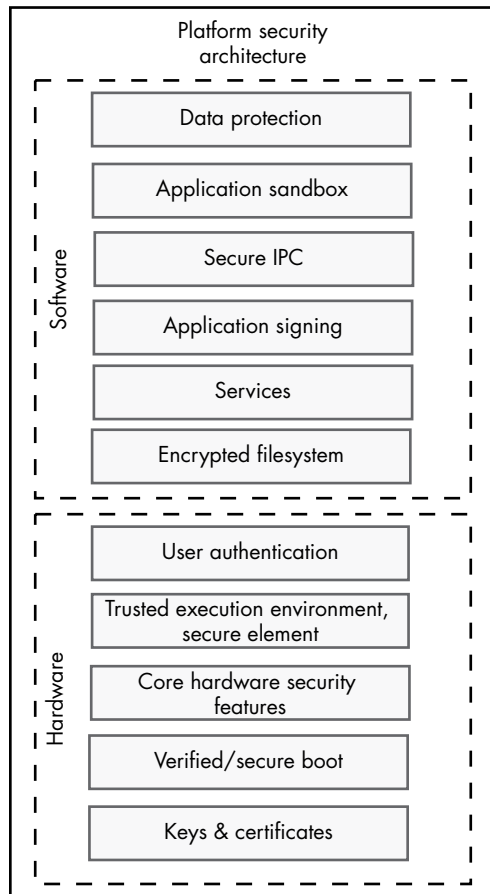 Platform security
architecture
Software
Data protection
Application sandbox
Secure IPC
Application signing
Services
Encrypted filesystem
Hardware
User authentication
Trusted execution environment,
secure element
Core hardware security
features
Verified/secure boot
Keys & certificates